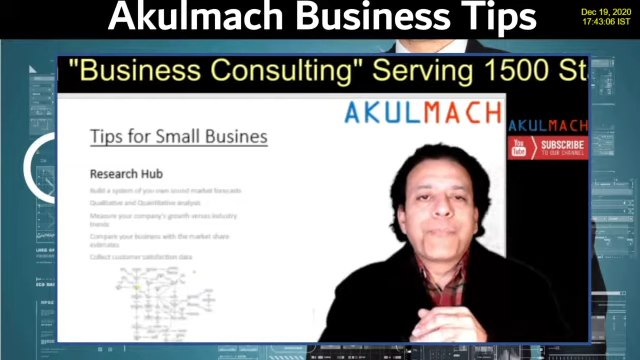 Akulmach Business Tips
Dec 19, 2020
17:43:06 IST
"Business Consulting" Serving 1500 St
AKULMACH
Tips for Small Busines
AKULMACH
You Tube SUBSCRIBE
TO OUR CHANNEL
Research Hub
Build a system of you own sound market forecasts
Qualitative and Quantitative analyst
Measure your company's growth versus industry
trends
Compare your business with the market share
estimates
Collect customer satisfaction data